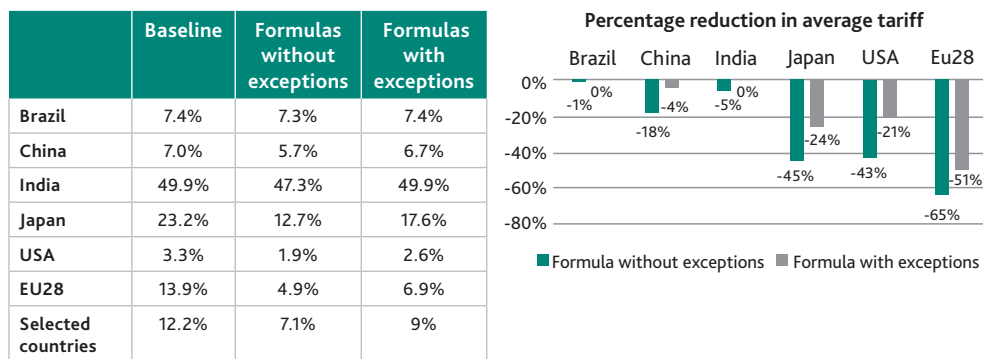 Baseline Formulas without exceptions Formulas with exceptions
Brazil 7.4% 7.3% 7.4%
China 7.0% 5.7% 6.7%
India 49.9% 47.3% 49.9%
Japan 23.2% 12.7% 17.6%
USA 3.3% 1.9% 2.6%
EU28 13.9% 4.9% 6.9%
Selected countries 12.2% 7.1% 9%
Percentage reduction in average tariff
Brazil China India Japan USA Eu28
0%
-20%
-40%
-60%
-80%
-1% 0%
-18% -4%
-5% 0%
-45% -24%
-43% -21%
-65% -51%
Formula without exceptions Formula with exceptions